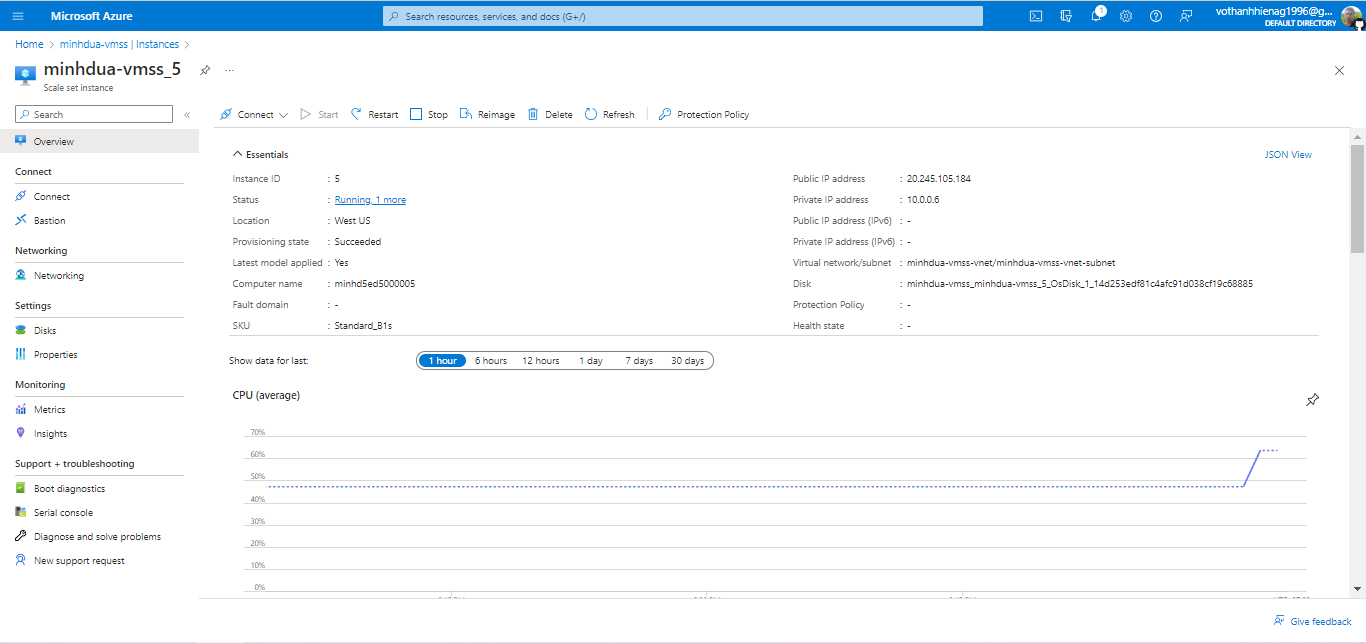 Microsoft Azure
Search resources, services, and docs (G+/)
1
vothanhhienag1996@g...
DEFAULT DIRECTORY
Home > minhdua-vmss | Instances >
minhdua-vmss_5
...
Scale set instance
Search
«
Connect
Start
Restart
Stop
Reimage
Delete
Refresh
Protection Policy
Overview
Connect
Connect
Bastion
Networking
Networking
Settings
Disks
Properties
Monitoring
Metrics
Insights
Support + troubleshooting
Boot diagnostics
Serial console
Diagnose and solve problems
New support request
Essentials
JSON View
Instance ID : 5
Status : Running, 1 more
Location : West US
Provisioning state : Succeeded
Latest model applied : Yes
Computer name : minhd5ed5000005
Fault domain : -
SKU : Standard_B1s
Public IP address : 20.245.105.184
Private IP address : 10.0.0.6
Public IP address (IPv6) : -
Private IP address (IPv6) : -
Virtual network/subnet : minhdua-vmss-vnet/minhdua-vmss-vnet-subnet
Disk : minhdua-vmss_minhdua-vmss_5_OsDisk_1_14d253edf81c4afc91d038cf19c68885
Protection Policy : -
Health state : -
Show data for last:
1 hour 6 hours 12 hours 1 day 7 days 30 days
CPU (average)
70%
60%
50%
40%
30%
20%
10%
0%
Give feedback